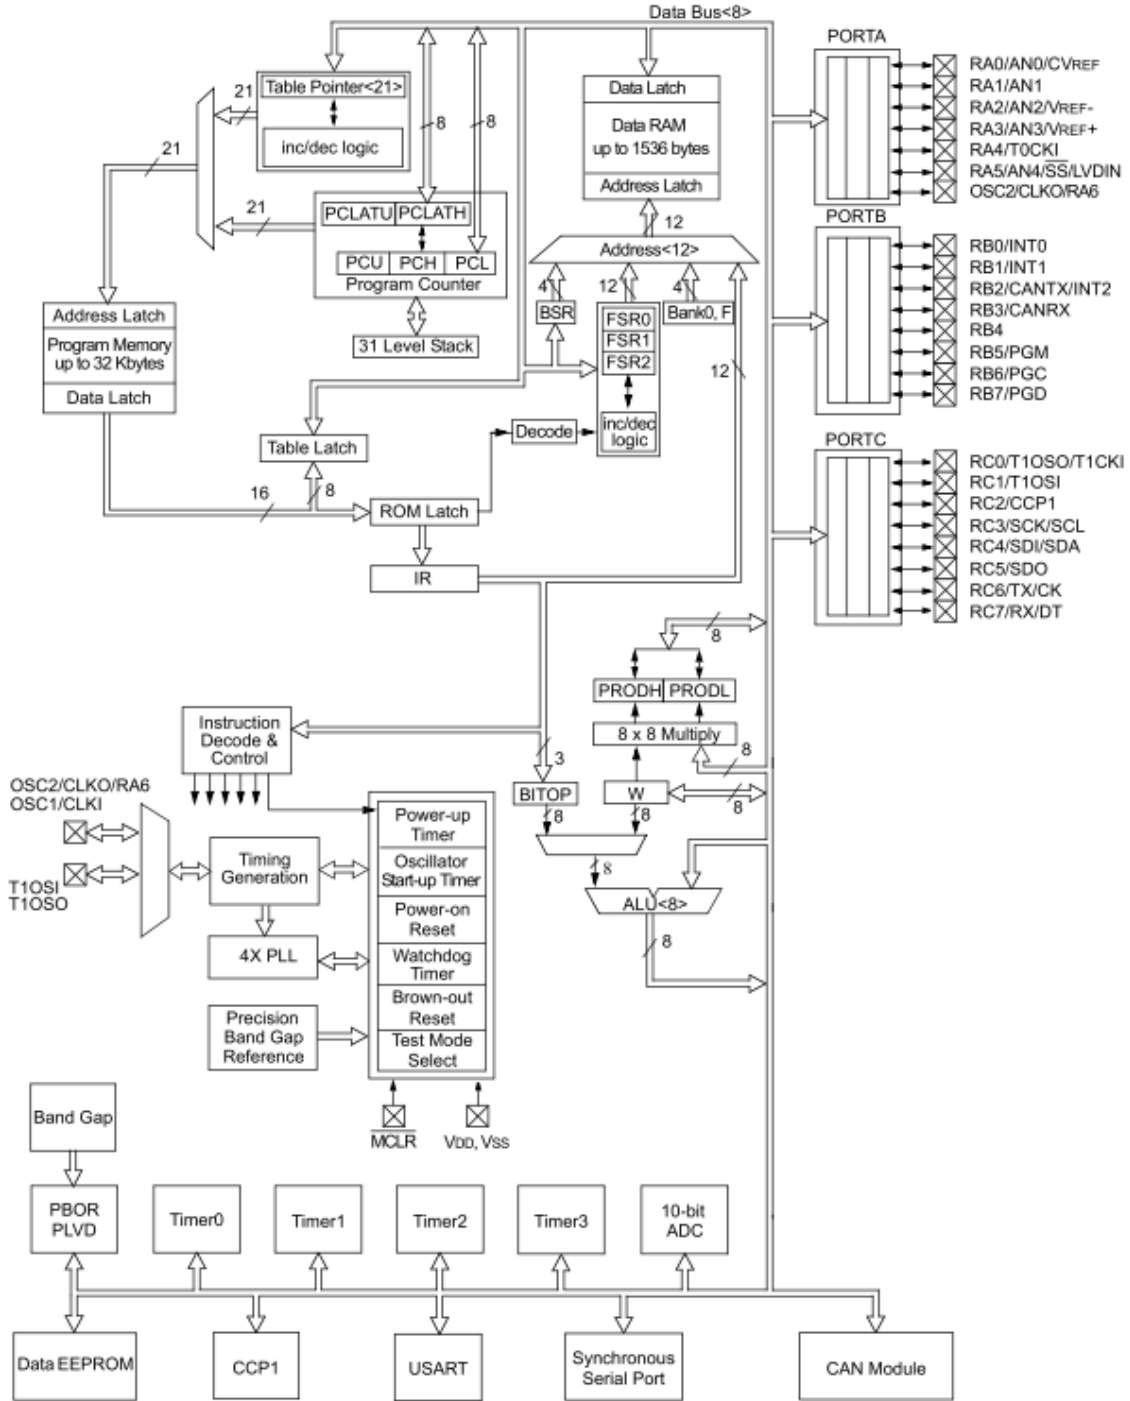 Data Bus<8>
PORTA
Table Pointer<21>
inc/dec logic
21
21
8
8
Data Latch
Data RAM
up to 1536 bytes
Address Latch
RA0/AN0/CVREF
RA1/AN1
RA2/AN2/VREF-
RA3/AN3/VREF+
RA4/T0CKI
RA5/AN4/SS/LVDIN
OSC2/CLKO/RA6
21
PCLATU PCLATH
PCU PCH PCL
Program Counter
31 Level Stack
12
Address<12>
4
12
4
BSR
FSR0
FSR1
FSR2
inc/dec
logic
Bank0, F
12
PORTB
RB0/INT0
RB1/INT1
RB2/CANTX/INT2
RB3/CANRX
RB4
RB5/PGM
RB6/PGC
RB7/PGD
Address Latch
Program Memory
up to 32 Kbytes
Data Latch
Table Latch
Decode
16
8
ROM Latch
IR
PORTC
RC0/T1OSO/T1CKI
RC1/T1OSI
RC2/CCP1
RC3/SCK/SCL
RC4/SDI/SDA
RC5/SDO
RC6/TX/CK
RC7/RX/DT
8
PRODH PRODL
8 x 8 Multiply
8
Instruction
Decode &
Control
3
BITOP
W
8
8
8
8
ALU<8>
8
OSC2/CLKO/RA6
OSC1/CLKI
T1OSI
T1OSO
Timing
Generation
4X PLL
Precision
Band Gap
Reference
Power-up
Timer
Oscillator
Start-up Timer
Power-on
Reset
Watchdog
Timer
Brown-out
Reset
Test Mode
Select
MCLR
VDD, VSS
Band Gap
PBOR
PLVD
Timer0
Timer1
Timer2
Timer3
10-bit
ADC
Data EEPROM
CCP1
USART
Synchronous
Serial Port
CAN Module